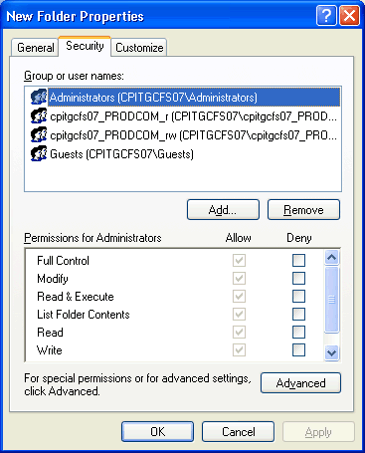 New Folder Properties
General Security Customize
Group or user names:
Administrators (CPITGCFS07\Administrators)
cpitgcfs07_PRODCOM_r (CPITGCFS07\cpitgcfs07_PROD...
cpitgcfs07_PRODCOM_rw (CPITGCFS07\cpitgcfs07_PRO...
Guests (CPITGCFS07\Guests)
Add... Remove
Permissions for Administrators Allow Deny
Full Control
Modify
Read & Execute
List Folder Contents
Read
Write
For special permissions or for advanced settings,
click Advanced.
Advanced
OK Cancel Apply